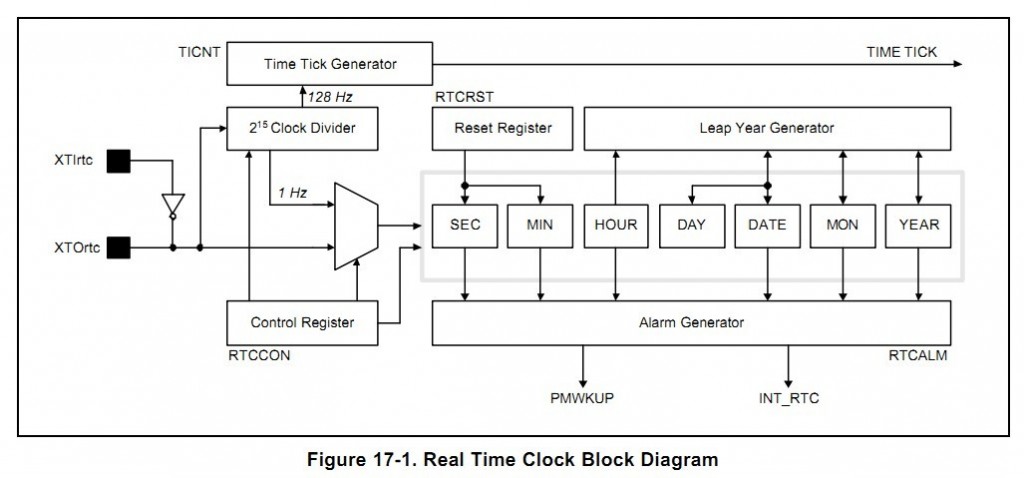 TICNT
Time Tick Generator
TIME TICK
128 Hz
RTCRST
2¹⁵ Clock Divider
Reset Register
Leap Year Generator
XTIrtc
1 Hz
SEC
MIN
HOUR
DAY
DATE
MON
YEAR
XTOrtc
Control Register
Alarm Generator
RTCCON
RTCALM
PMWKUP
INT_RTC
Figure 17-1. Real Time Clock Block Diagram